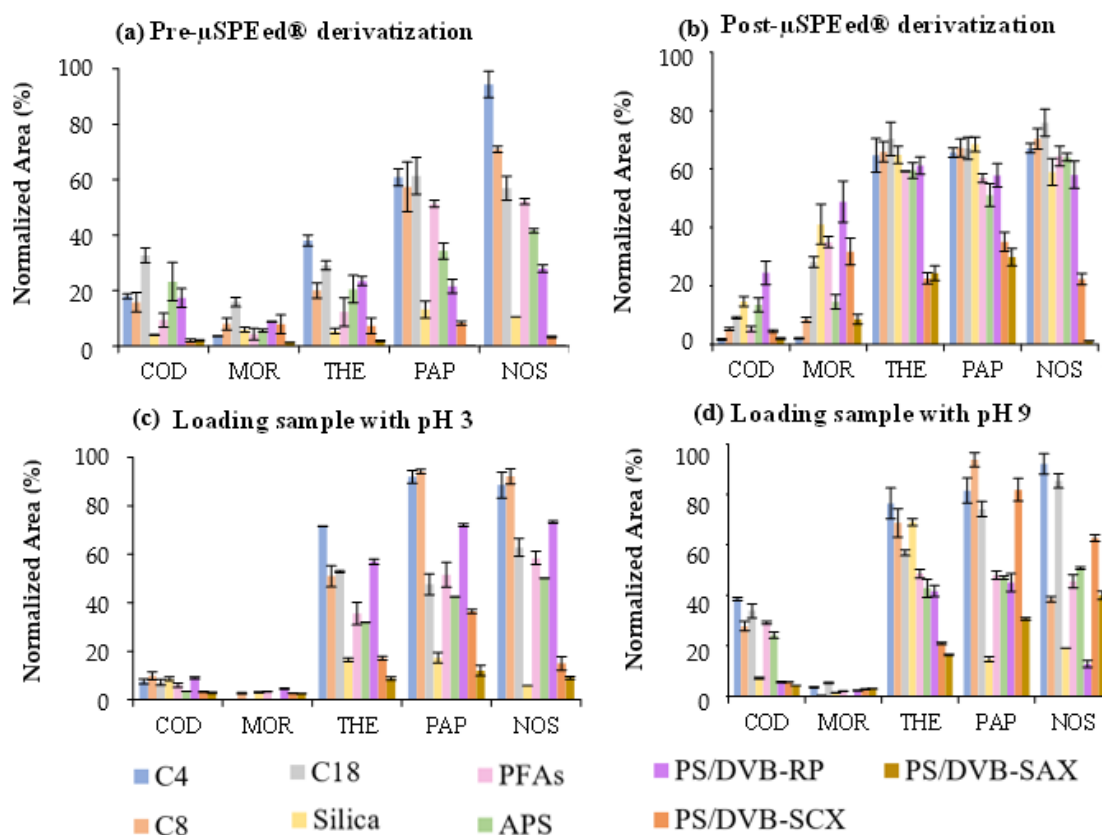 (a) Pre-µSPEed® derivatization
Normalized Area (%)
100
80
60
40
20
0
COD MOR THE PAP NOS
(b) Post-µSPEed® derivatization
Normalized Area (%)
100
80
60
40
20
0
COD MOR THE PAP NOS
(c) Loading sample with pH 3
Normalized Area (%)
100
80
60
40
20
0
COD MOR THE PAP NOS
(d) Loading sample with pH 9
Normalized Area (%)
100
80
60
40
20
0
COD MOR THE PAP NOS
C4 C18 PFAs PS/DVB-RP PS/DVB-SAX
C8 Silica APS PS/DVB-SCX